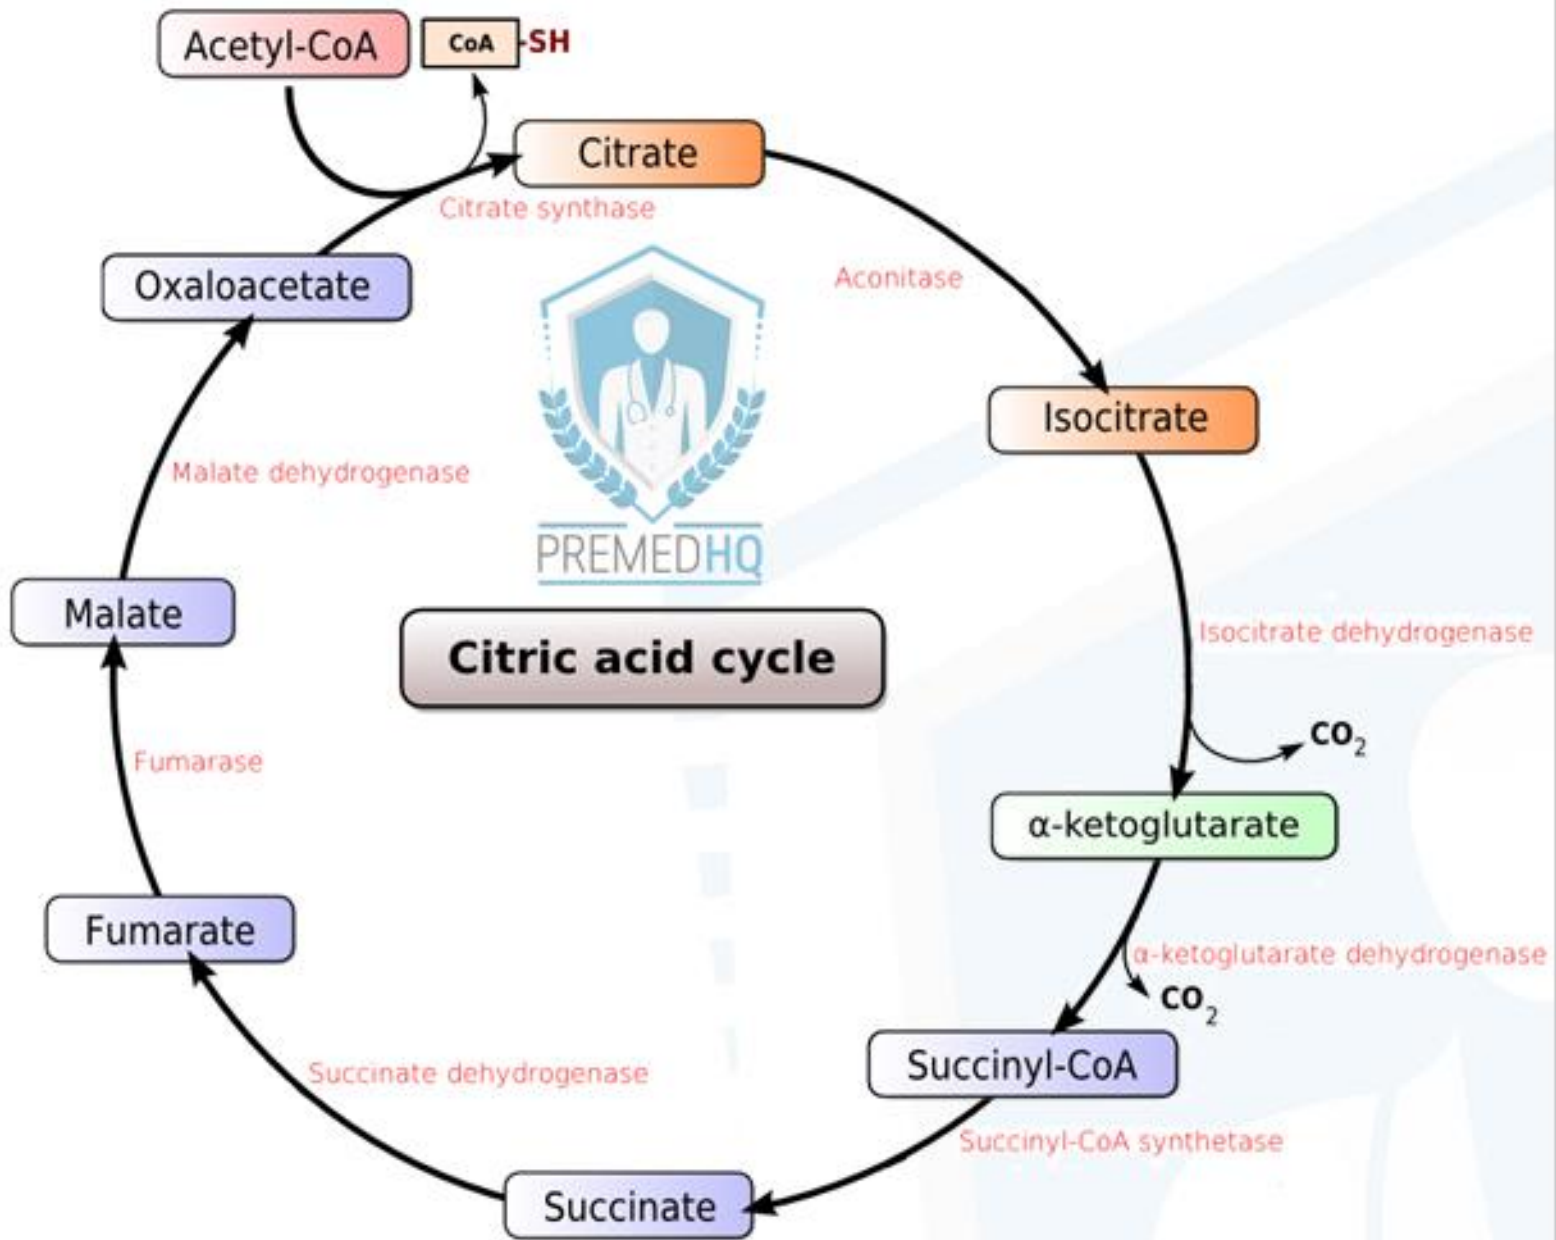 Acetyl-CoA
CoA
-SH
Citrate
Citrate synthase
Oxaloacetate
Aconitase
Isocitrate
Malate dehydrogenase
PREMEDHQ
Malate
Citric acid cycle
Isocitrate dehydrogenase
CO2
Fumarase
α-ketoglutarate
Fumarate
α-ketoglutarate dehydrogenase
CO2
Succinyl-CoA
Succinate dehydrogenase
Succinyl-CoA synthetase
Succinate